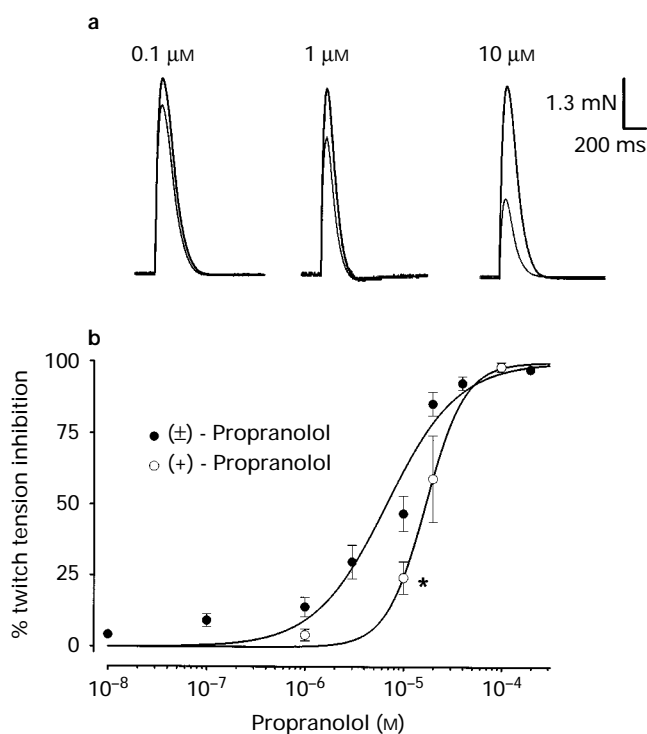 a
0.1 μM
1 μM
10 μM
1.3 mN
200 ms
b
% twitch tension inhibition
100
75
50
25
0
(±) - Propranolol
(+) - Propranolol
*
10⁻⁸
10⁻⁷
10⁻⁶
10⁻⁵
10⁻⁴
Propranolol (M)